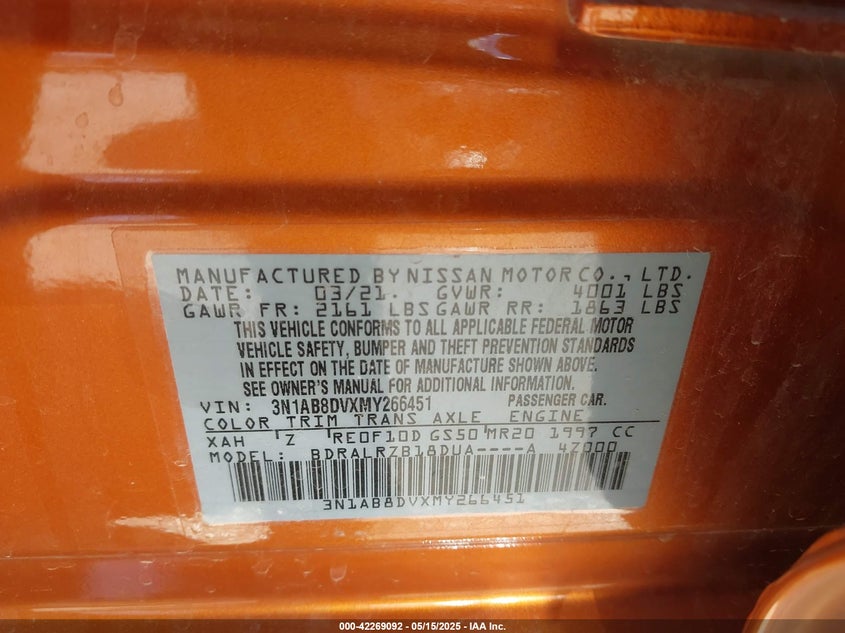 MANUFACTURED BY NISSAN MOTOR CO., LTD.
DATE: 03/21. GVWR: 4001 LBS
GAWR FR: 2161 LBS GAWR RR: 1863 LBS
THIS VEHICLE CONFORMS TO ALL APPLICABLE FEDERAL MOTOR
VEHICLE SAFETY, BUMPER AND THEFT PREVENTION STANDARDS
IN EFFECT ON THE DATE OF MANUFACTURE SHOWN ABOVE.
SEE OWNER'S MANUAL FOR ADDITIONAL INFORMATION.
VIN: 3N1AB8DVXMY266451 PASSENGER CAR.
COLOR TRIM TRANS AXLE ENGINE
XAH Z RE0F10D GS50 MR20 1997 CC
MODEL: BDRALRZB18DUA----A 4Z000
3N1AB8DVXMY266451
000-42269092 - 05/15/2025 - IAA Inc.